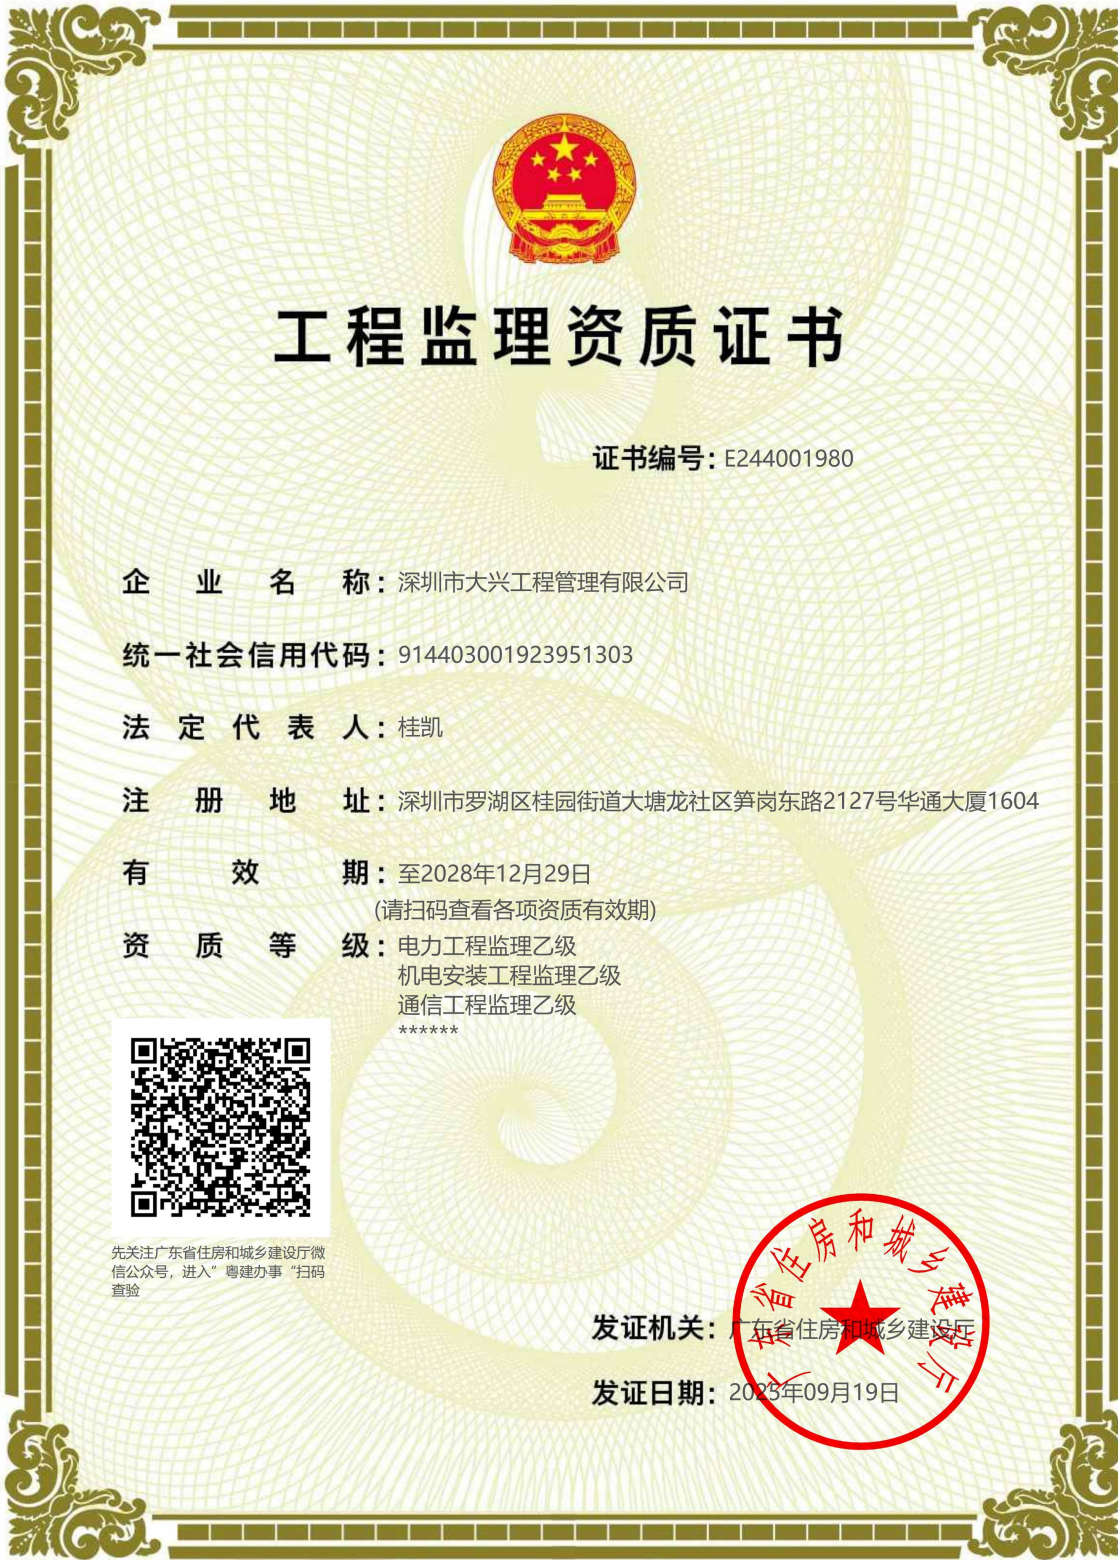 工程监理资质证书
证书编号：E244001980
企业名称：深圳市大兴工程管理有限公司
统一社会信用代码：914403001923951303
法定代表人：桂凯
注册地址：深圳市罗湖区桂园街道大塘龙社区笋岗东路2127号华通大厦1604
有效期：至2028年12月29日
(请扫码查看各项资质有效期)
资质等级：电力工程监理乙级
机电安装工程监理乙级
通信工程监理乙级
******
先关注广东省住房和城乡建设厅微
信公众号，进入”粤建办事“扫码
查验
发证机关：广东省住房和城乡建设厅
发证日期：2025年09月19日
广东省住房和城乡建设厅